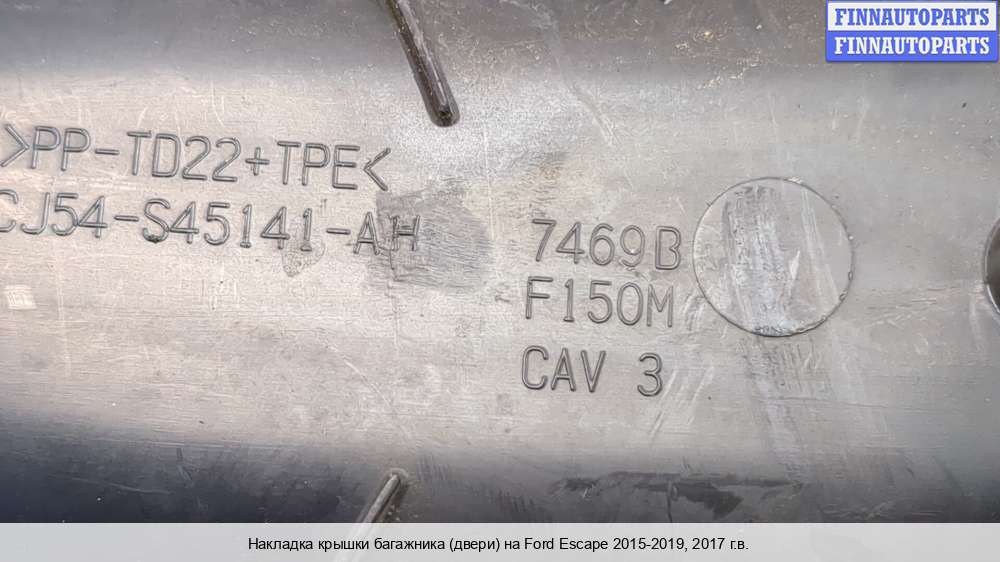 FINNAUTOPARTS
FINNAUTOPARTS
>PP-TD22+TPE<
CJ54-S45141-AH
7469B
F150M
CAV 3
Накладка крышки багажника (двери) на Ford Escape 2015-2019, 2017 г.в.